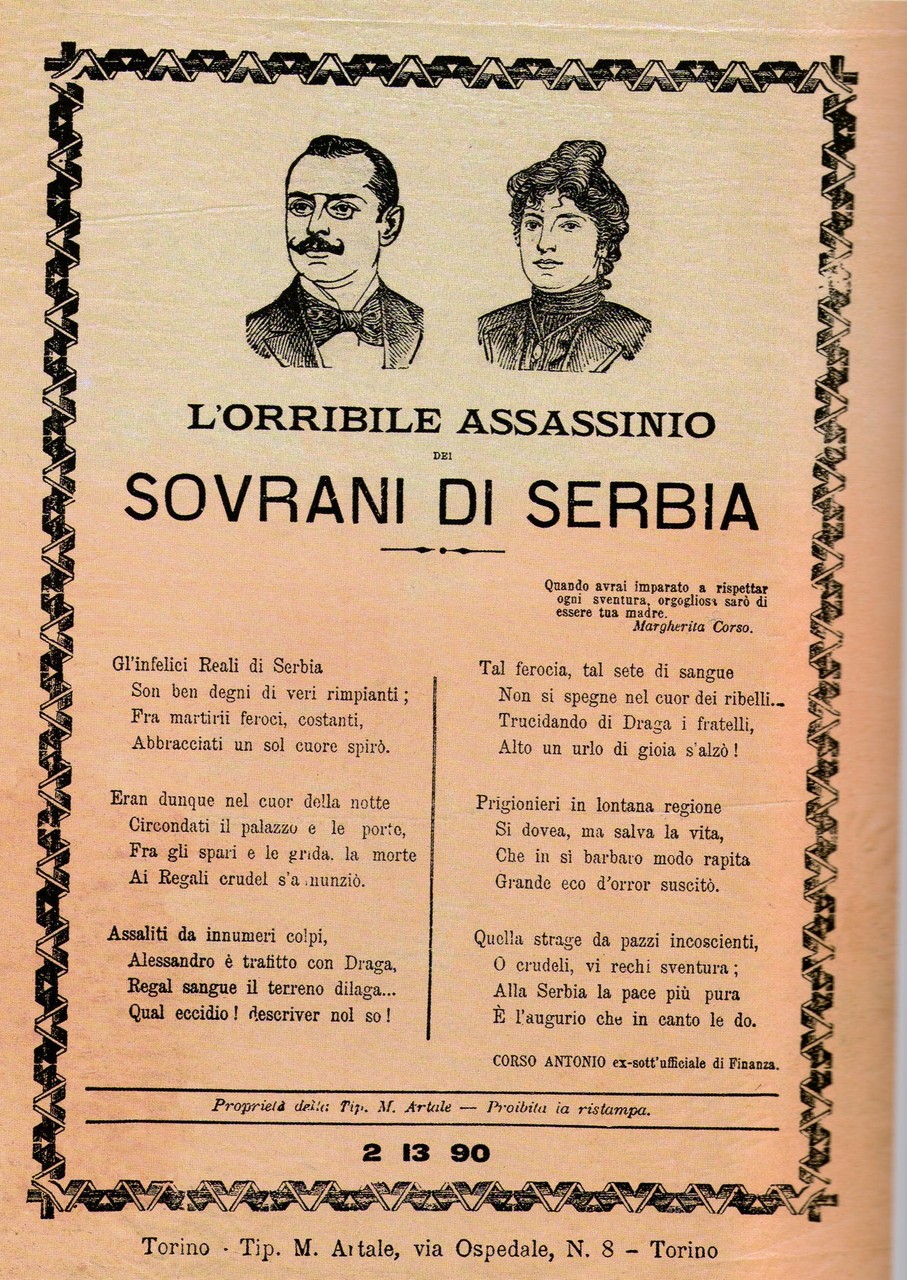 L'ORRIBILE ASSASSINIO
DEI
SOVRANI DI SERBIA
Quando avrai imparato a rispettar
ogni sventura, orgogliosa sarò di
essere tua madre.
Margherita Corso.
Gl'infelici Reali di Serbia
Son ben degni di veri rimpianti ;
Fra martirii feroci, costanti,
Abbracciati un sol cuore spirò.
Eran dunque nel cuor della notte
Circondati il palazzo e le porte,
Fra gli spari e le grida. la morte
Ai Regali crudel s'annunziò.
Assaliti da innumeri colpi,
Alessandro è trafitto con Draga,
Regal sangue il terreno dilaga...
Qual eccidio ! descriver nol so !
Tal ferocia, tal sete di sangue
Non si spegne nel cuor dei ribelli...
Trucidando di Draga i fratelli,
Alto un urlo di gioia s'alzò !
Prigionieri in lontana regione
Si dovea, ma salva la vita,
Che in sì barbaro modo rapita
Grande eco d'orror suscitò.
Quella strage da pazzi incoscienti,
O crudeli, vi rechi sventura ;
Alla Serbia la pace più pura
È l'augurio che in canto le do.
CORSO ANTONIO ex-sott'ufficiale di Finanza.
Proprietà della Tip. M. Artale — Proibita la ristampa.
2 13 90
Torino - Tip. M. Artale, via Ospedale, N. 8 - Torino